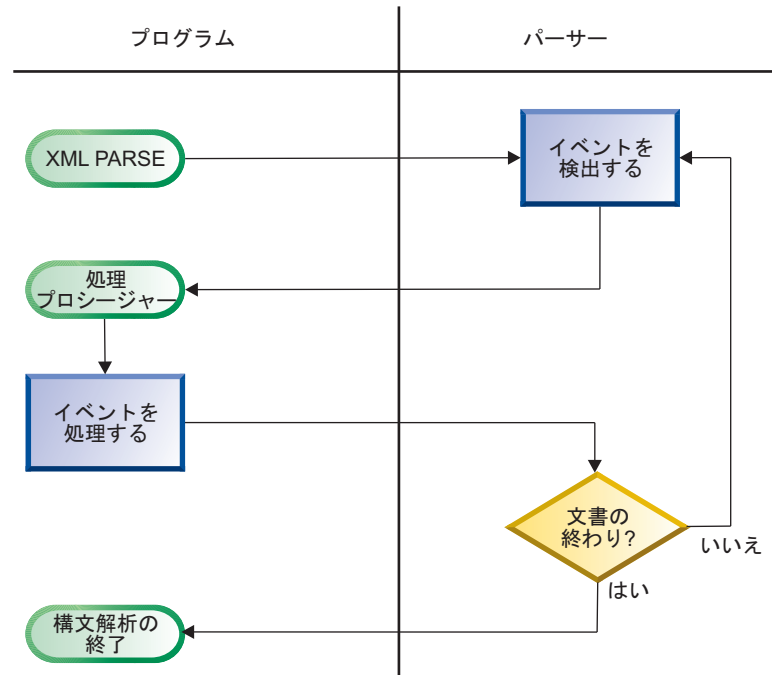 プログラム
パーサー
XML PARSE
イベントを
検出する
処理
プロシージャー
イベントを
処理する
文書の
終わり?
いいえ
はい
構文解析の
終了